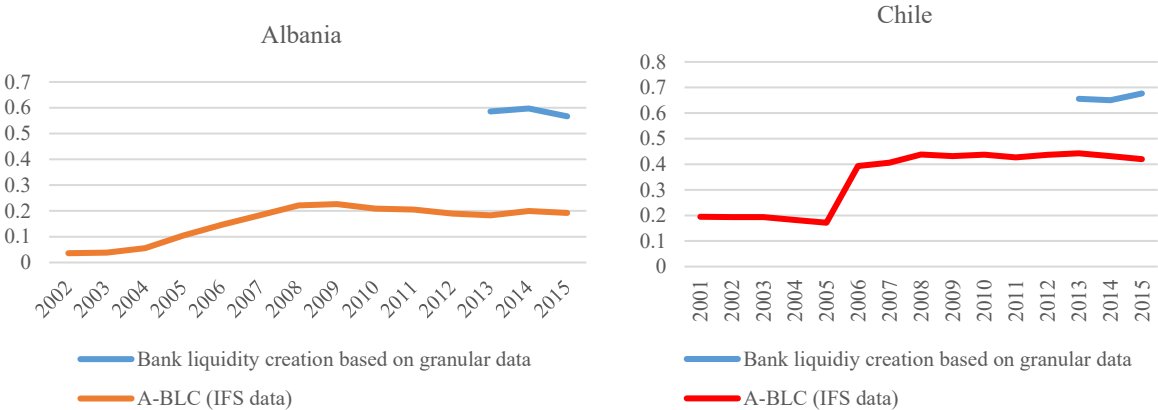 Albania
0.7
0.6
0.5
0.4
0.3
0.2
0.1
0
2002 2003 2004 2005 2006 2007 2008 2009 2010 2011 2012 2013 2014 2015
Bank liquidity creation based on granular data
A-BLC (IFS data)
Chile
0.8
0.7
0.6
0.5
0.4
0.3
0.2
0.1
0
2001 2002 2003 2004 2005 2006 2007 2008 2009 2010 2011 2012 2013 2014 2015
Bank liquidiy creation based on granular data
A-BLC (IFS data)